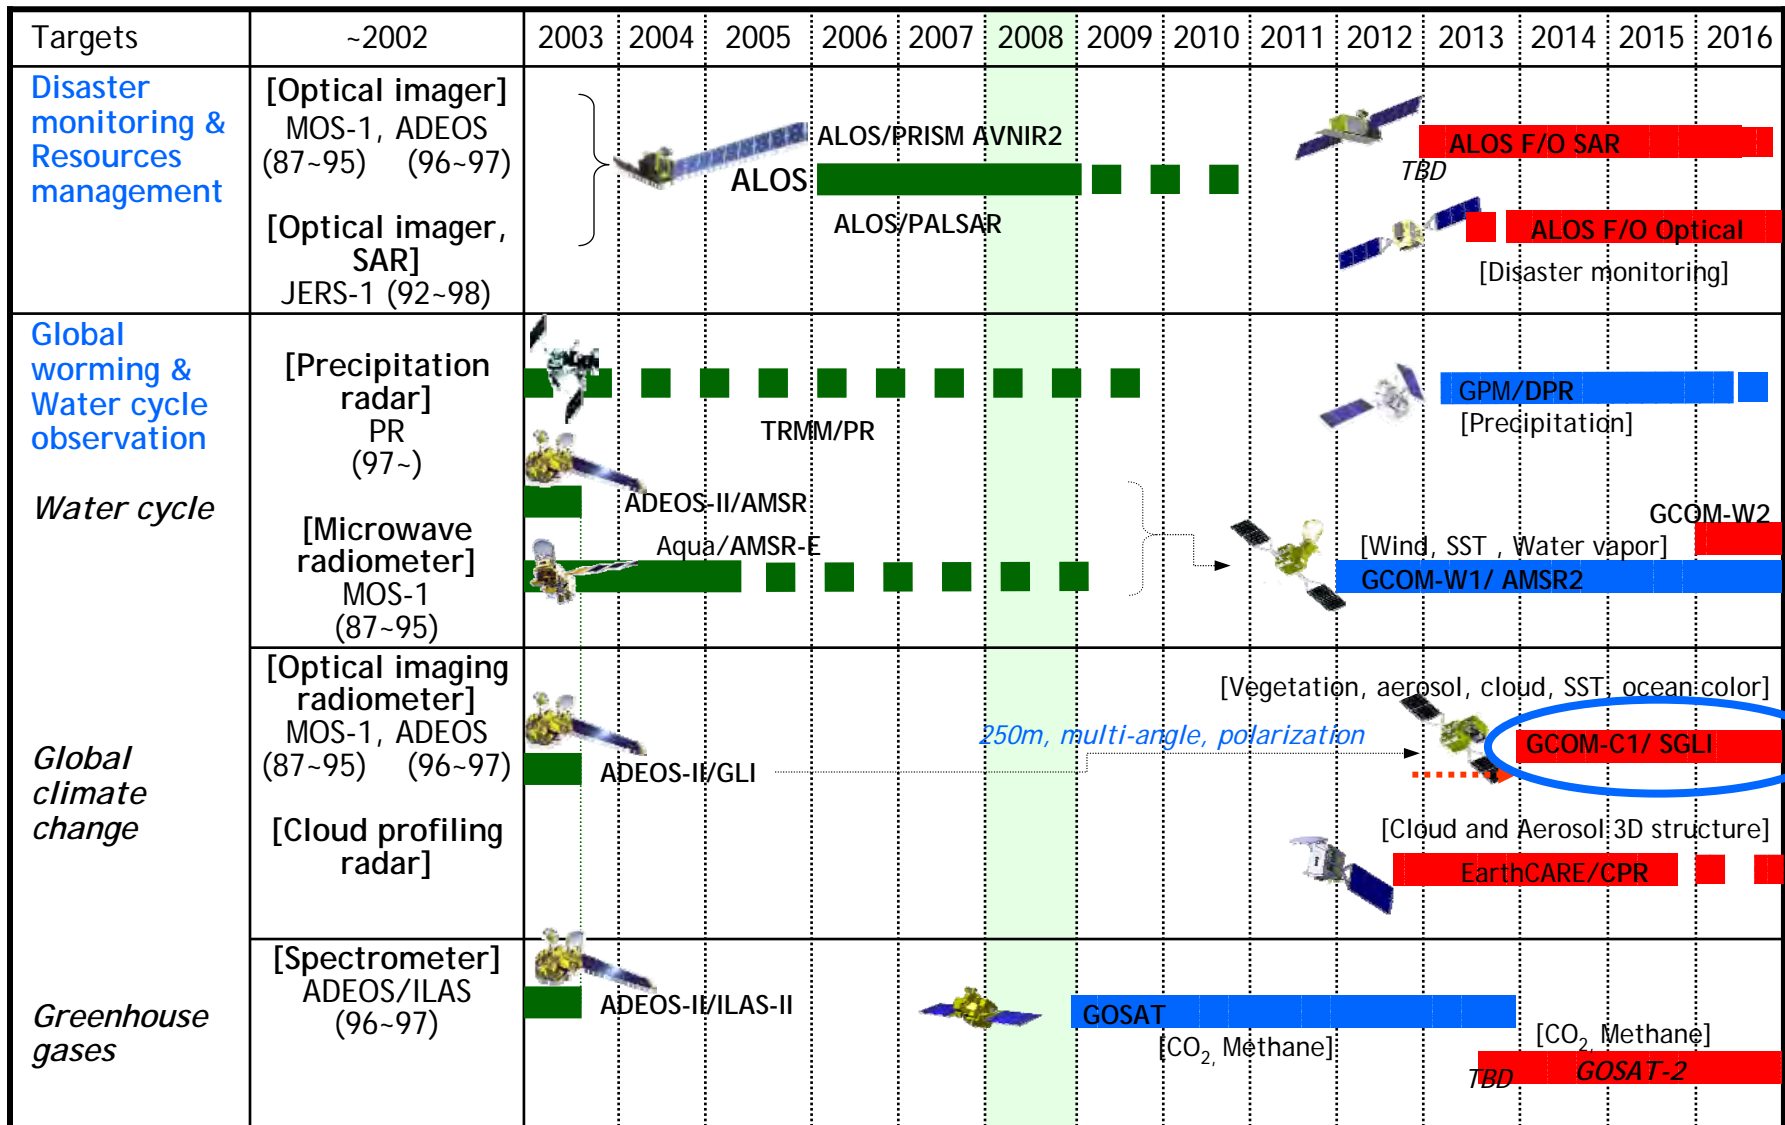 Targets ~2002 2003 2004 2005 2006 2007 2008 2009 2010 2011 2012 2013 2014 2015 2016
Disaster
monitoring &
Resources
management
[Optical imager]
MOS-1, ADEOS
(87~95) (96~97)
[Optical imager,
SAR]
JERS-1 (92~98)
ALOS/PRISM AVNIR2
ALOS
ALOS/PALSAR
ALOS F/O SAR
TBD
ALOS F/O Optical
[Disaster monitoring]
Global
worming &
Water cycle
observation
Water cycle
[Precipitation
radar]
PR
(97~)
[Microwave
radiometer]
MOS-1
(87~95)
TRMM/PR
GPM/DPR
[Precipitation]
ADEOS-II/AMSR
Aqua/AMSR-E
GCOM-W2
[Wind, SST , Water vapor]
GCOM-W1/ AMSR2
Global
climate
change
[Optical imaging
radiometer]
MOS-1, ADEOS
(87~95) (96~97)
[Cloud profiling
radar]
[Vegetation, aerosol, cloud, SST, ocean color]
250m, multi-angle, polarization
GCOM-C1/ SGLI
ADEOS-II/GLI
[Cloud and Aerosol 3D structure]
EarthCARE/CPR
Greenhouse
gases
[Spectrometer]
ADEOS/ILAS
(96~97)
ADEOS-II/ILAS-II
GOSAT
[CO2, Methane]
[CO2, Methane]
TBD GOSAT-2